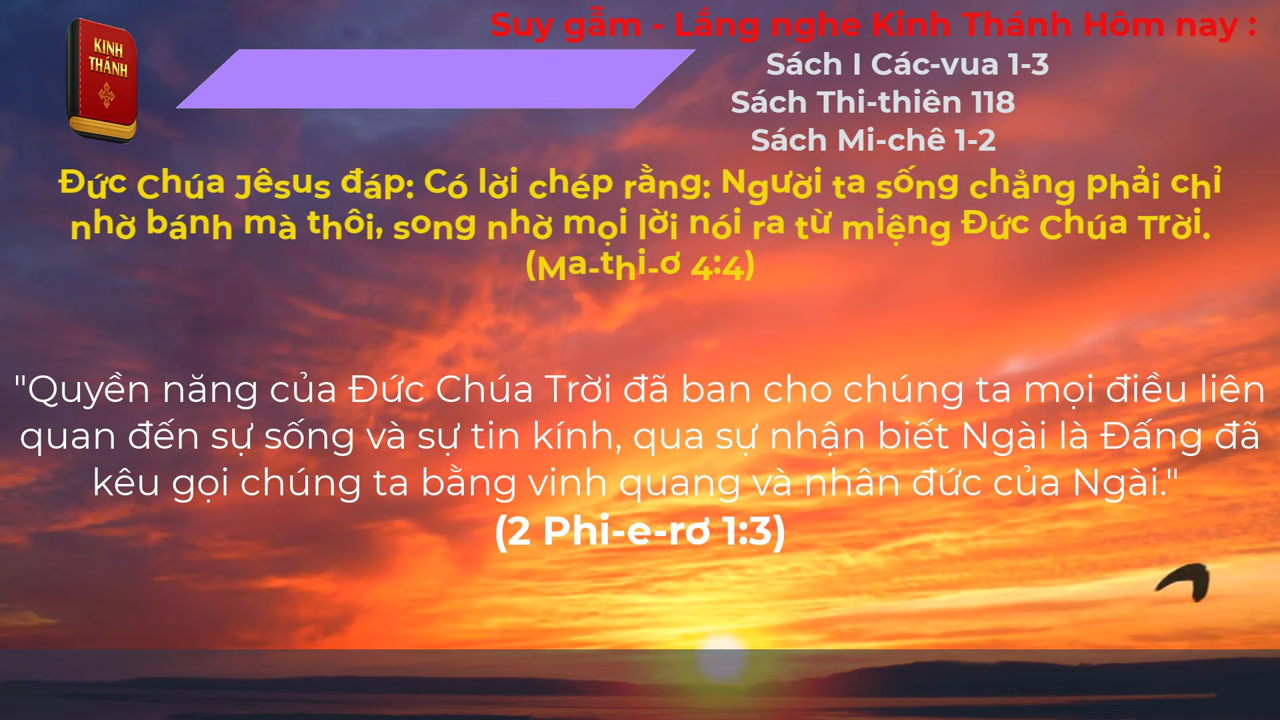 KINH
THÁNH
Suy gẫm - Lắng nghe Kinh Thánh Hôm nay :
Sách I Các-vua 1-3
Sách Thi-thiên 118
Sách Mi-chê 1-2
Đức Chúa Jêsus đáp: Có lời chép rằng: Người ta sống chẳng phải chỉ
nhờ bánh mà thôi, song nhờ mọi lời nói ra từ miệng Đức Chúa Trời.
(Ma-thi-ơ 4:4)
"Quyền năng của Đức Chúa Trời đã ban cho chúng ta mọi điều liên
quan đến sự sống và sự tin kính, qua sự nhận biết Ngài là Đấng đã
kêu gọi chúng ta bằng vinh quang và nhân đức của Ngài."
(2 Phi-e-rơ 1:3)